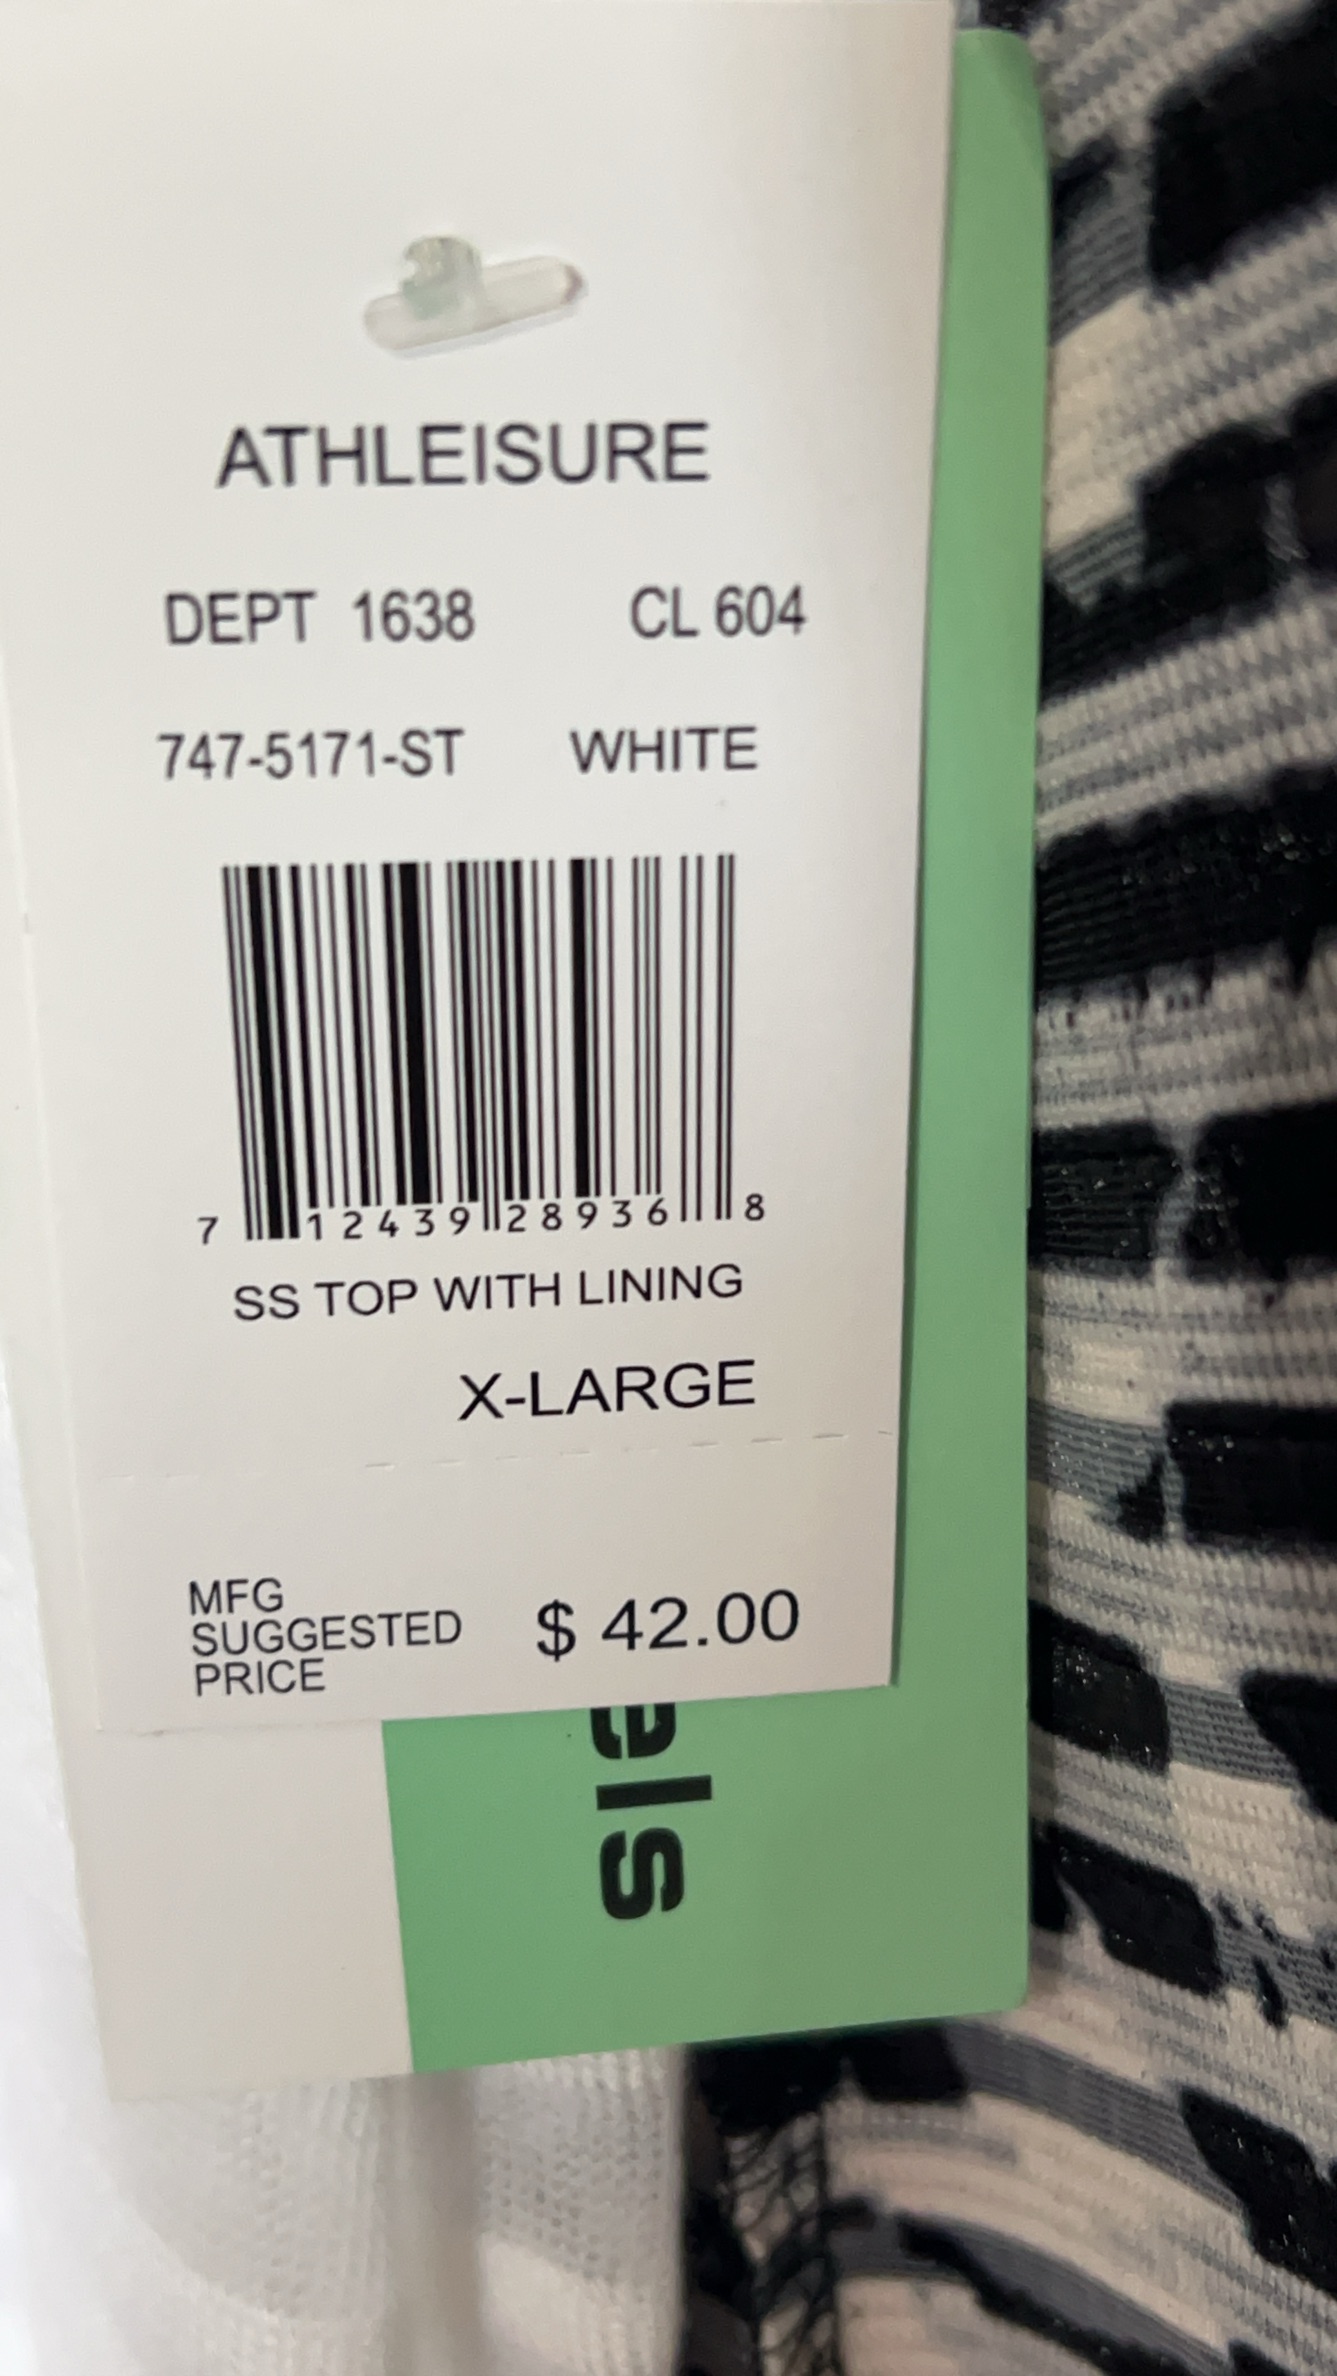 ATHLEISURE
DEPT 1638 CL 604
747-5171-ST WHITE
7 12439 28936 8
SS TOP WITH LINING
X-LARGE
MFG
SUGGESTED
PRICE
$ 42.00
els